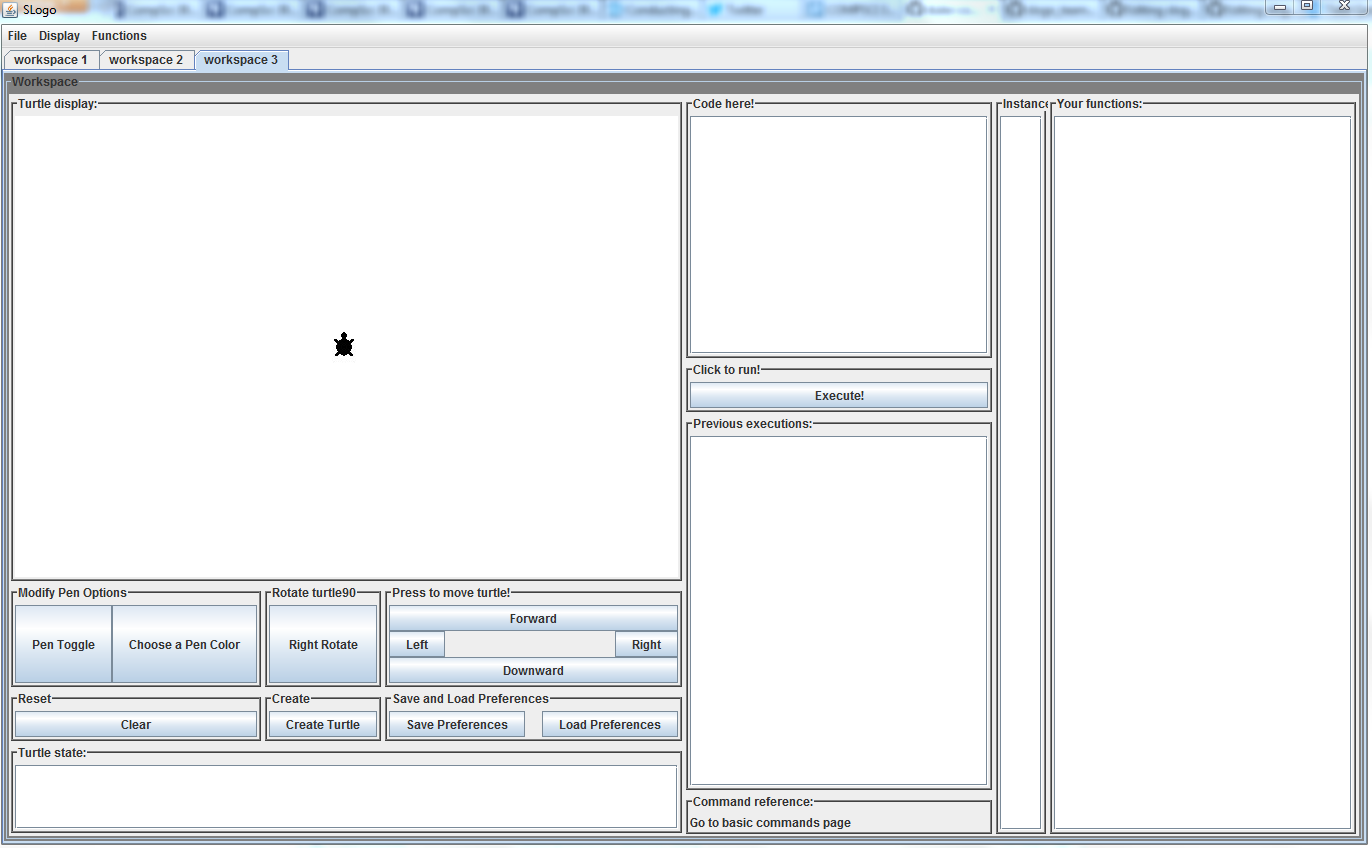 SLogo
Twitter
File Display Functions
workspace 1 workspace 2 workspace 3
Workspace
Turtle display:
Code here!
Instance
Your functions:
Click to run!
Execute!
Previous executions:
Modify Pen Options
Pen Toggle Choose a Pen Color
Rotate turtle90
Right Rotate
Press to move turtle!
Forward
Left Right
Downward
Reset
Clear
Create
Create Turtle
Save and Load Preferences
Save Preferences Load Preferences
Turtle state:
Command reference:
Go to basic commands page